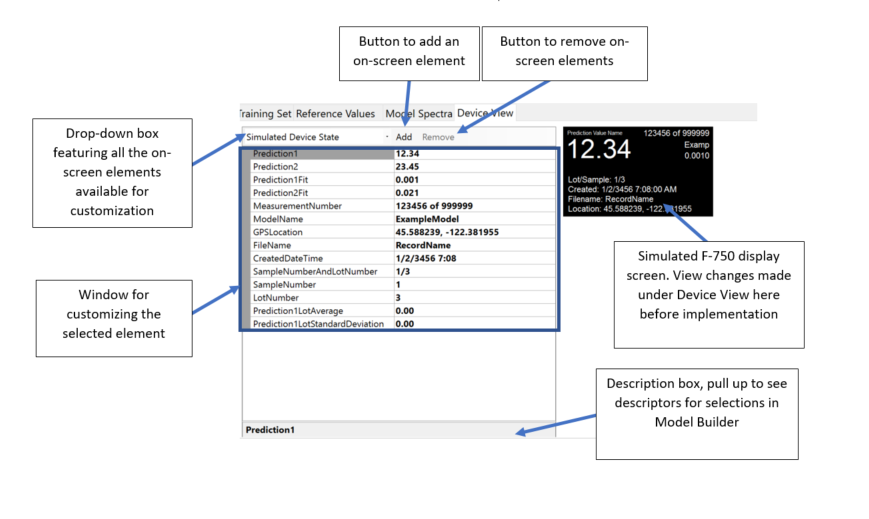 Button to add an
on-screen element
Button to remove on-
screen elements
Training Set Reference Values Model Spectra Device View
Drop-down box
featuring all the on-
screen elements
available for
customization
Simulated Device State Add Remove
Prediction1 12.34
Prediction2 23.45
Prediction1Fit 0.001
Prediction2Fit 0.021
MeasurementNumber 123456 of 999999
ModelName ExampleModel
GPSLocation 45.588239, -122.381955
FileName RecordName
CreatedDateTime 1/2/3456 7:08
SampleNumberAndLotNumber 1/3
SampleNumber 1
LotNumber 3
Prediction1LotAverage 0.00
Prediction1LotStandardDeviation 0.00
Prediction Value Name 123456 of 999999
12.34 Examp
0.0010
Lot/Sample: 1/3
Created: 1/2/3456 7:08:00 AM
Filename: RecordName
Location: 45.588239, -122.381955
Window for
customizing the
selected element
Simulated F-750 display
screen. View changes made
under Device View here
before implementation
Description box, pull up to see
descriptors for selections in
Model Builder
Prediction1